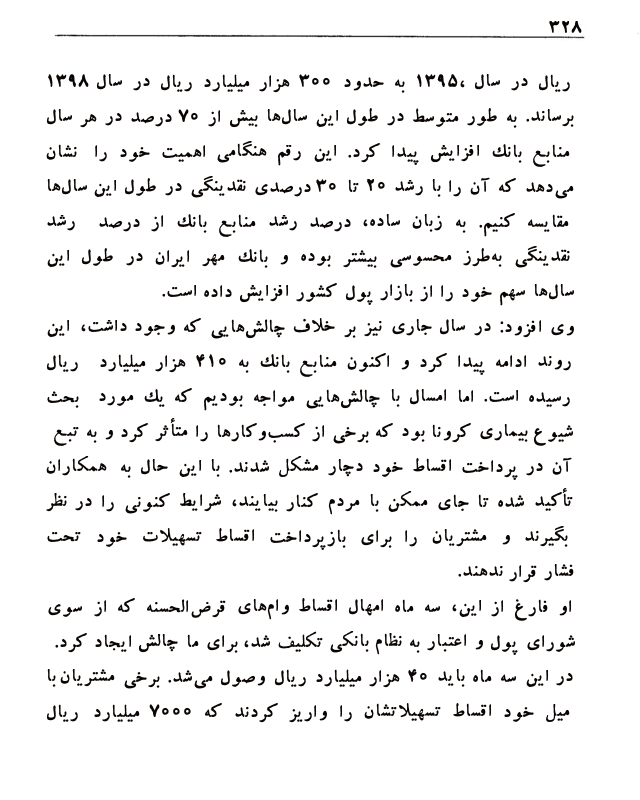 ۳۲۸
ریال در سال ۱۳۹۵، به حدود ۳۰۰ هزار میلیارد ریال در سال ۱۳۹۸
برساند. به طور متوسط در طول این سال‌ها بیش از ۷۰ درصد در هر سال
منابع بانك افزایش پیدا کرد. این رقم هنگامی اهمیت خود را نشان
می‌دهد که آن را با رشد ۲۰ تا ۳۰ درصدی نقدینگی در طول این سال‌ها
مقایسه کنیم. به زبان ساده، درصد رشد منابع بانك از درصد رشد
نقدینگی به‌طرز محسوسی بیشتر بوده و بانك مهر ایران در طول این
سال‌ها سهم خود را از بازار پول کشور افزایش داده است.
وی افزود: در سال جاری نیز بر خلاف چالش‌هایی که وجود داشت، این
روند ادامه پیدا کرد و اکنون منابع بانك به ۴۱۰ هزار میلیارد ریال
رسیده است. اما امسال با چالش‌هایی مواجه بودیم که یك مورد بحث
شیوع بیماری کرونا بود که برخی از کسب‌وکارها را متأثر کرد و به تبع
آن در پرداخت اقساط خود دچار مشکل شدند. با این حال به همکاران
تأکید شده تا جای ممکن با مردم کنار بیایند، شرایط کنونی را در نظر
بگیرند و مشتریان را برای بازپرداخت اقساط تسهیلات خود تحت
فشار قرار ندهند.
او فارغ از این، سه ماه امهال اقساط وام‌های قرض‌الحسنه که از سوی
شورای پول و اعتبار به نظام بانکی تکلیف شد، برای ما چالش ایجاد کرد.
در این سه ماه باید ۴۰ هزار میلیارد ریال وصول می‌شد. برخی مشتریان با
میل خود اقساط تسهیلاتشان را واریز کردند که ۷۰۰۰ میلیارد ریال